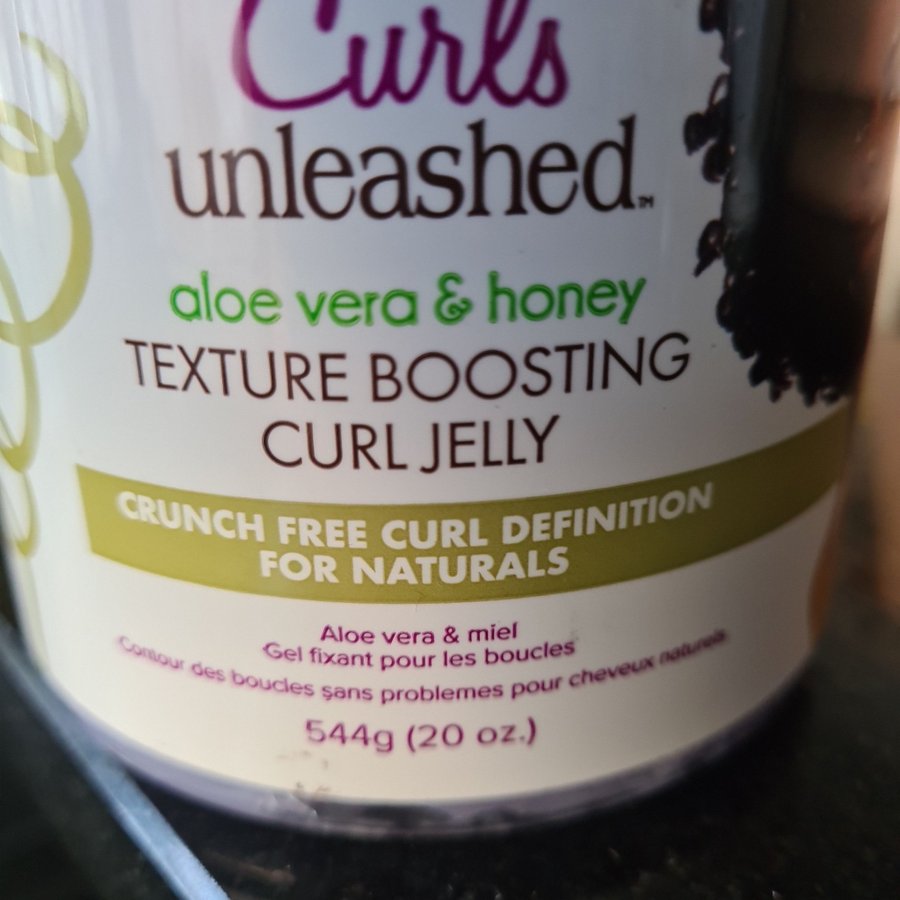 Curls
unleashed™
aloe vera & honey
TEXTURE BOOSTING
CURL JELLY
CRUNCH FREE CURL DEFINITION
FOR NATURALS
Aloe vera & miel
Gel fixant pour les boucles
Contour des boucles sans problemes pour cheveux naturels
544g (20 oz.)